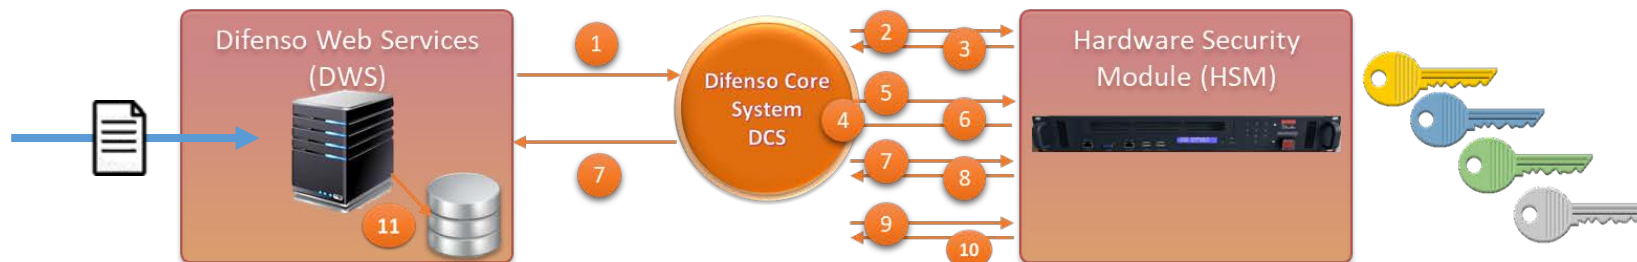 Difenso Web Services
(DWS)
11
1
7
Difenso Core
System
DCS
2
3
4
5
6
7
8
9
10
Hardware Security
Module (HSM)